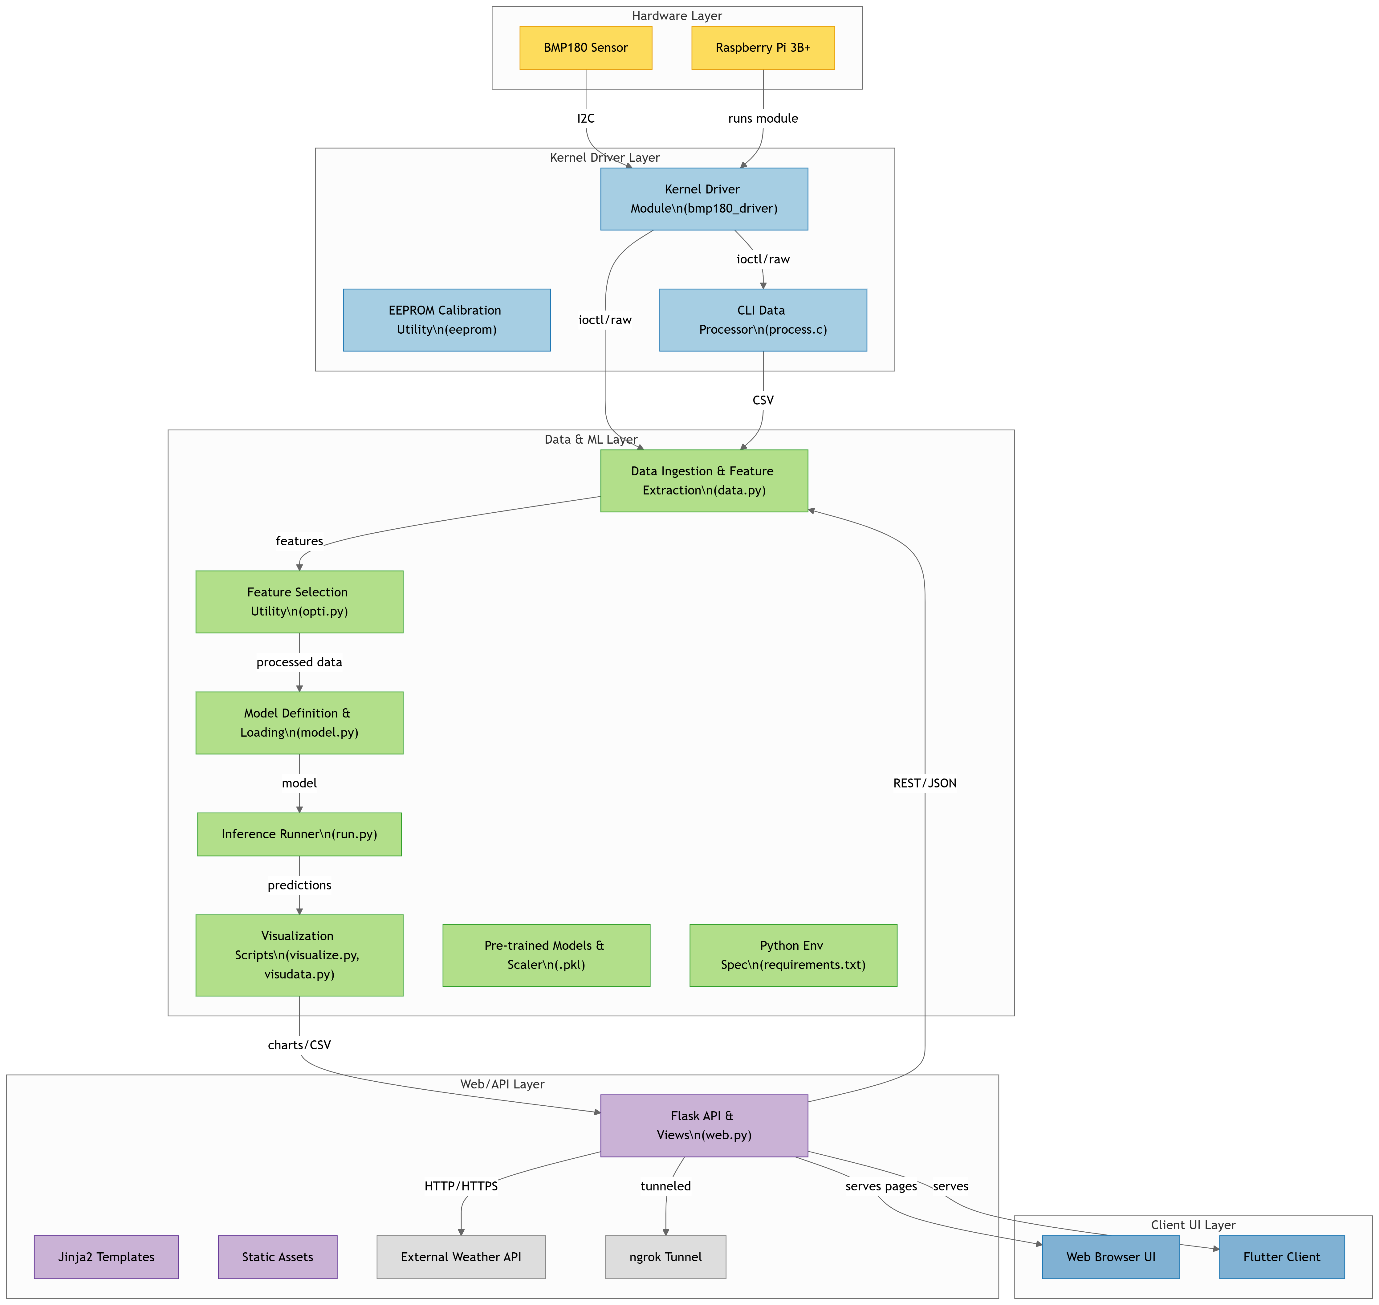 Hardware Layer
BMP180 Sensor
Raspberry Pi 3B+
I2C
runs module
Kernel Driver Layer
Kernel Driver
Module\n(bmp180_driver)
ioctl/raw
EEPROM Calibration
Utility\n(eeprom)
ioctl/raw
CLI Data
Processor\n(process.c)
CSV
Data & ML Layer
Data Ingestion & Feature
Extraction\n(data.py)
features
Feature Selection
Utility\n(opti.py)
processed data
Model Definition &
Loading\n(model.py)
model
REST/JSON
Inference Runner\n(run.py)
predictions
Visualization
Scripts\n(visualize.py,
visudata.py)
Pre-trained Models &
Scaler\n(.pkl)
Python Env
Spec\n(requirements.txt)
charts/CSV
Web/API Layer
Flask API &
Views\n(web.py)
HTTP/HTTPS
tunneled
serves pages
serves
Client UI Layer
Jinja2 Templates
Static Assets
External Weather API
ngrok Tunnel
Web Browser UI
Flutter Client